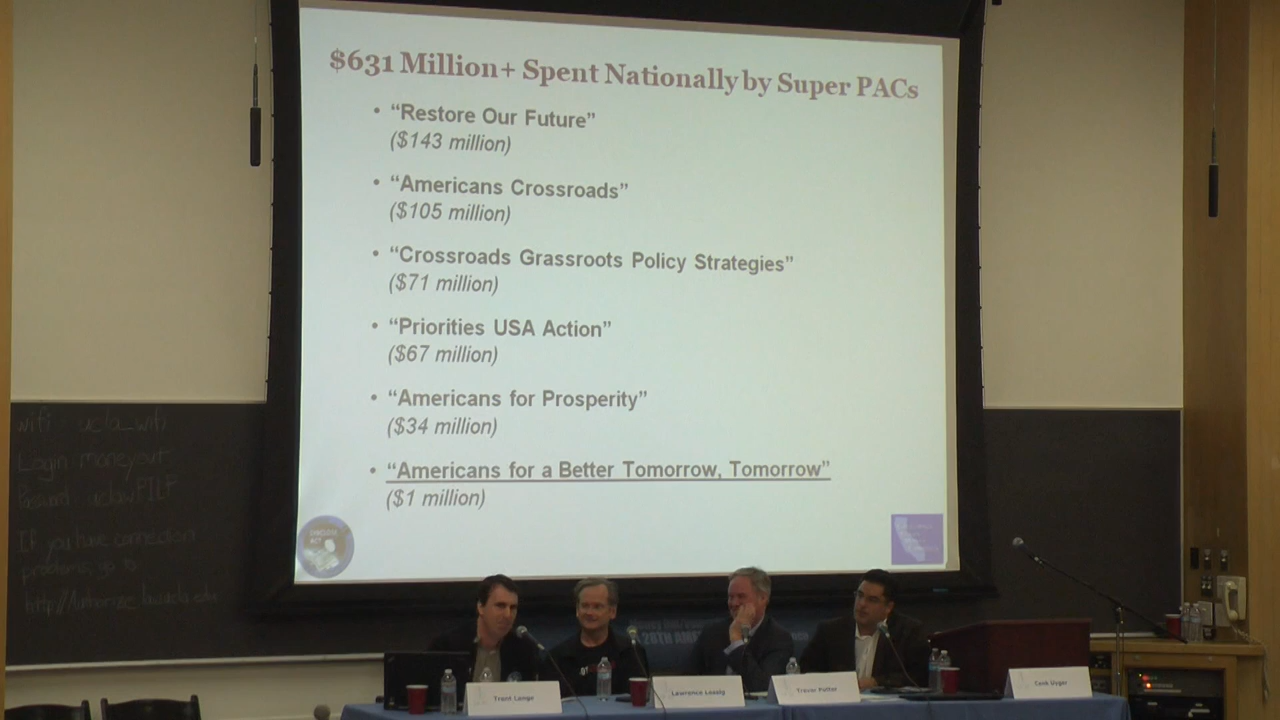 $631 Million+ Spent Nationally by Super PACs
• “Restore Our Future”
($143 million)
• “Americans Crossroads”
($105 million)
• “Crossroads Grassroots Policy Strategies”
($71 million)
• “Priorities USA Action”
($67 million)
• “Americans for Prosperity”
($34 million)
• “Americans for a Better Tomorrow, Tomorrow”
($1 million)
wifi
Login: moneyout
If you have connection
problems, go to
28TH AM
Trent Lange
Lawrence Lessig
Trevor Potter
Cenk Uygur